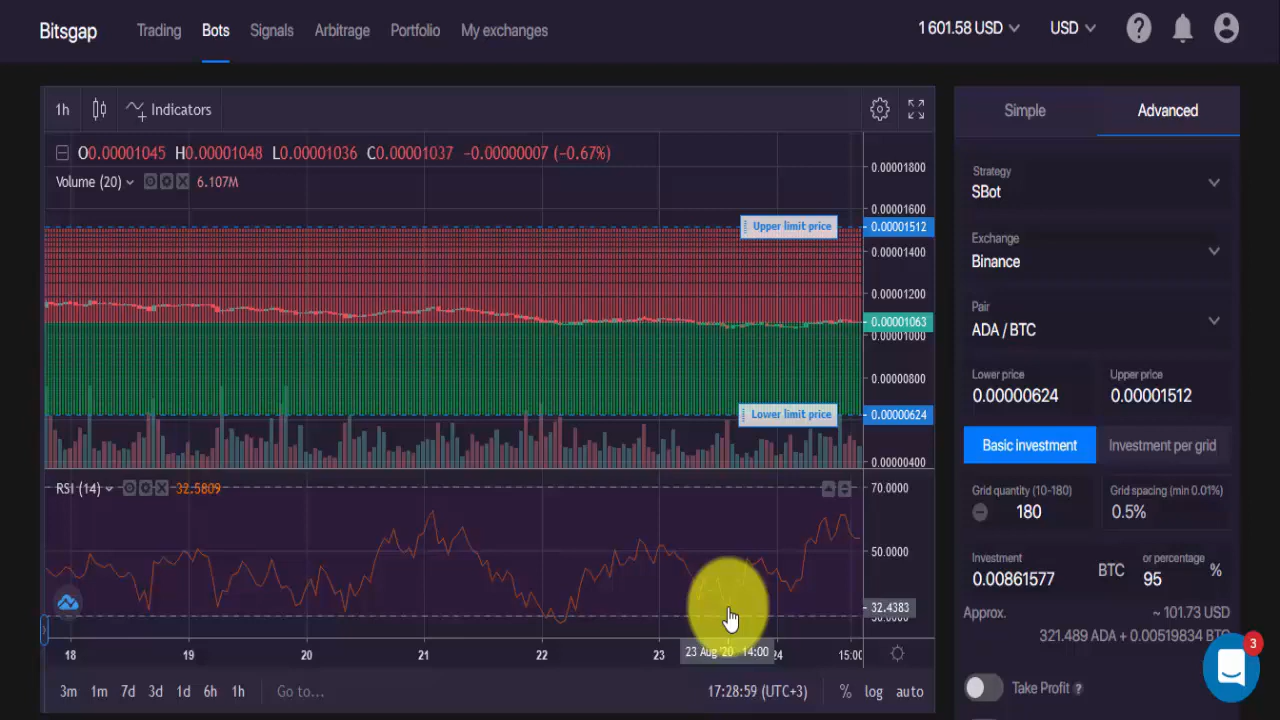 Bitsgap Trading Bots Signals Arbitrage Portfolio My exchanges 1 601.58 USD USD
1h Indicators
Simple Advanced
O0.00001045 H0.00001048 L0.00001036 C0.00001037 -0.00000007 (-0.67%)
Volume (20) 6.107M
0.00001800
0.00001600
Upper limit price 0.00001512
0.00001400
0.00001200
0.00001063
0.00001000
0.00000800
Lower limit price 0.00000624
0.00000400
RSI (14) 32.5809
70.0000
50.0000
32.4383
18 19 20 21 22 23 23 Aug '20 14:00 24 15:00
3m 1m 7d 3d 1d 6h 1h Go to... 17:28:59 (UTC+3) % log auto
Strategy
SBot
Exchange
Binance
Pair
ADA / BTC
Lower price Upper price
0.00000624 0.00001512
Basic investment Investment per grid
Grid quantity (10-180) Grid spacing (min 0.01%)
180 0.5%
Investment or percentage
0.00861577 BTC 95 %
Approx. ~ 101.73 USD
321.489 ADA + 0.00519834 BTC
3
Take Profit ?